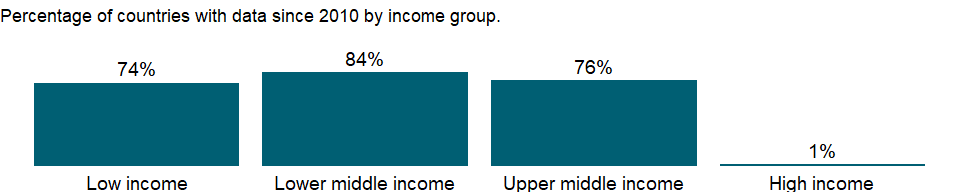 Percentage of countries with data since 2010 by income group.
74% 84% 76% 1%
Low income Lower middle income Upper middle income High income